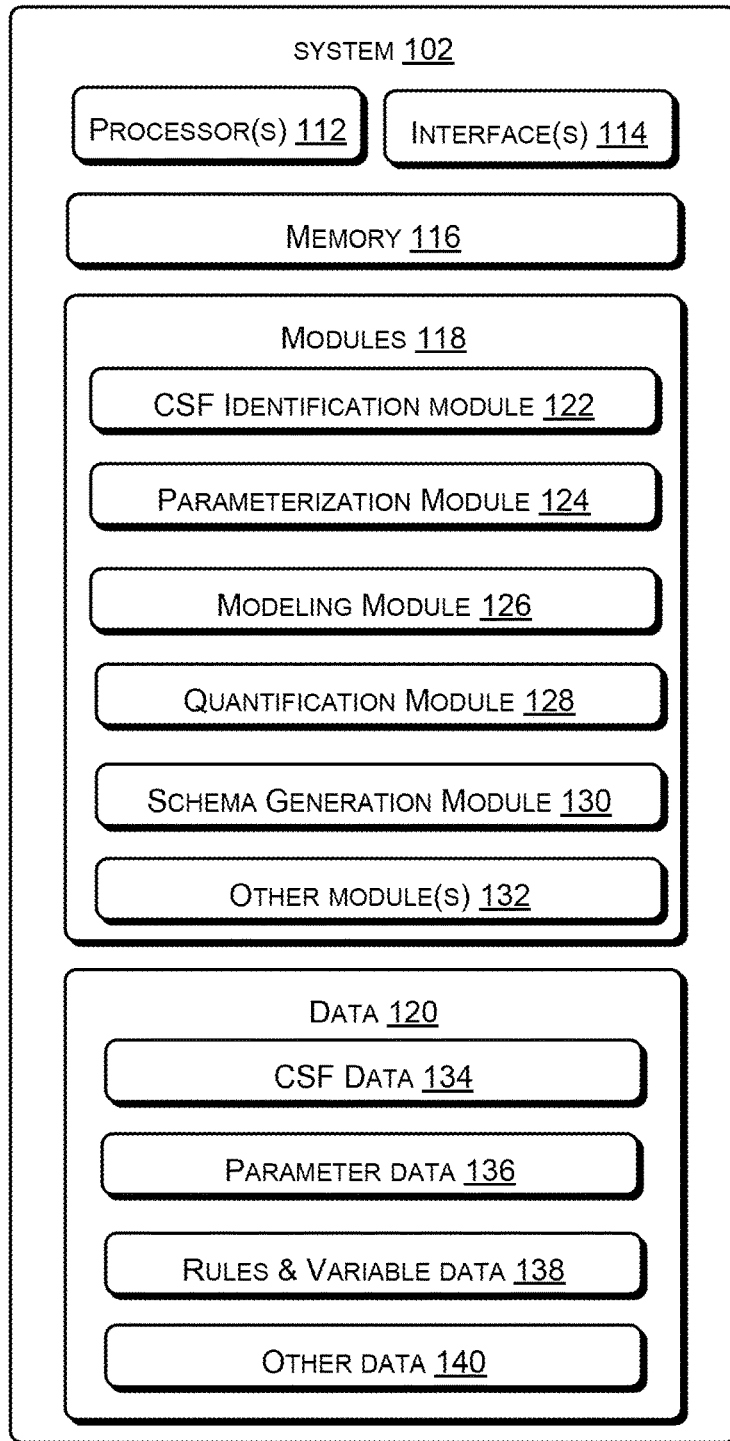 SYSTEM 102
PROCESSOR(S) 112
INTERFACE(S) 114
MEMORY 116
MODULES 118
CSF IDENTIFICATION MODULE 122
PARAMETERIZATION MODULE 124
MODELING MODULE 126
QUANTIFICATION MODULE 128
SCHEMA GENERATION MODULE 130
OTHER MODULE(S) 132
DATA 120
CSF DATA 134
PARAMETER DATA 136
RULES & VARIABLE DATA 138
OTHER DATA 140